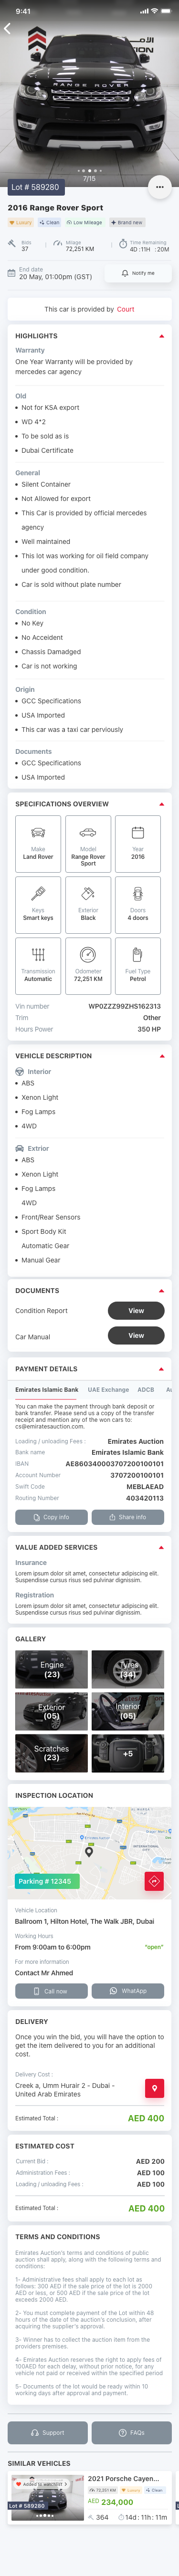 9:41
RANGE ROVER
7/15
Lot # 589280
2016 Range Rover Sport
Luxury Clean Low Mileage Brand new
Bids Milage Time Remaining
37 72,251 KM 4D :11H :20M
End date
20 May, 01:00pm (GST)
Notify me
This car is provided by Court
HIGHLIGHTS
Warranty
One Year Warranty will be provided by
mercedes car agency
Old
Not for KSA export
WD 4*2
To be sold as is
Dubai Certificate
General
Silent Container
Not Allowed for export
This Car is provided by official mercedes
agency
Well maintained
This lot was working for oil field company
under good condition.
Car is sold without plate number
Condition
No Key
No Acceident
Chassis Damadged
Car is not working
Origin
GCC Specifications
USA Imported
This car was a taxi car perviously
Documents
GCC Specifications
USA Imported
SPECIFICATIONS OVERVIEW
Make Model Year
Land Rover Range Rover 2016
Sport
Keys Exterior Doors
Smart keys Black 4 doors
Transmission Odometer Fuel Type
Automatic 72,251 KM Petrol
Vin number WP0ZZZ99ZHS162313
Trim Other
Hours Power 350 HP
VEHICLE DESCRIPTION
Interior
ABS
Xenon Light
Fog Lamps
4WD
Extrior
ABS
Xenon Light
Fog Lamps
4WD
Front/Rear Sensors
Sport Body Kit
Automatic Gear
Manual Gear
DOCUMENTS
Condition Report View
Car Manual View
PAYMENT DETAILS
Emirates Islamic Bank UAE Exchange ADCB
You can make the payment through bank deposit or
bank transfer. Please send us a copy of the transfer
receipt and mention any of the won cars to:
cs@emiratesauction.com.
Loading / unloading Fees : Emirates Auction
Bank name Emirates Islamic Bank
IBAN AE860340003707200100101
Account Number 3707200100101
Swift Code MEBLAEAD
Routing Number 403420113
Copy info Share info
VALUE ADDED SERVICES
Insurance
Lorem ipsum dolor sit amet, consectetur adipiscing elit.
Suspendisse cursus risus sed pulvinar dignissim.
Registration
Lorem ipsum dolor sit amet, consectetur adipiscing elit.
Suspendisse cursus risus sed pulvinar dignissim.
GALLERY
Engine Tyres
(23) (34)
Exterior Interior
(05) (05)
Scratches
(23) +5
INSPECTION LOCATION
Emirates Auction
Parking # 12345
Vehicle Location
Ballroom 1, Hilton Hotel, The Walk JBR, Dubai
Working Hours
From 9:00am to 6:00pm "open"
For more information
Contact Mr Ahmed
Call now WhatApp
DELIVERY
Once you win the bid, you will have the option to
get the item delivered to you for an additional
cost.
Delivery Cost :
Creek a, Umm Hurair 2 - Dubai -
United Arab Emirates
Estimated Total : AED 400
ESTIMATED COST
Current Bid : AED 200
Administration Fees : AED 100
Loading / unloading Fees : AED 100
Estimated Total : AED 400
TERMS AND CONDITIONS
Emirates Auction's terms and conditions of public
auction shall apply, along with the following terms and
conditions:
1- Administrative fees shall apply to each lot as
follows: 300 AED if the sale price of the lot is 2000
AED or less, or 500 AED if the sale price of the lot
exceeds 2000 AED.
2- You must complete payment of the Lot within 48
hours of the date of the auction's conclusion, after
acquiring the supplier's approval.
3- Winner has to collect the auction item from the
providers premises.
4- Emirates Auction reserves the right to apply fees of
100AED for each delay, without prior notice, for any
vehicle not paid or received within the specified period
5- Documents of the lot would be ready within 10
working days after approval and payment.
Support FAQs
SIMILAR VEHICLES
Added to watchlist
Lot # 589280
2021 Porsche Cayen...
72,251 KM Luxury Clean
AED 234,000
364 14d : 11h : 11m